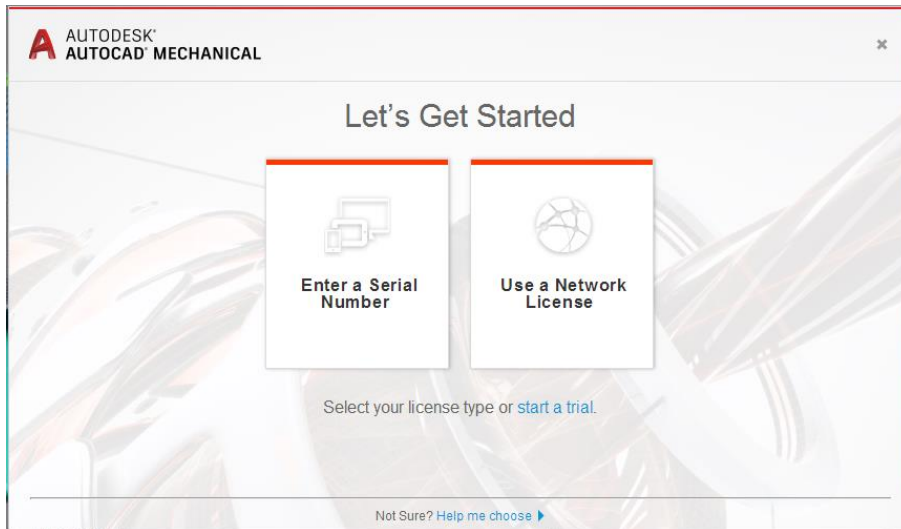 AUTODESK®
AUTOCAD® MECHANICAL
Let's Get Started
Enter a Serial
Number
Use a Network
License
Select your license type or start a trial.
Not Sure? Help me choose